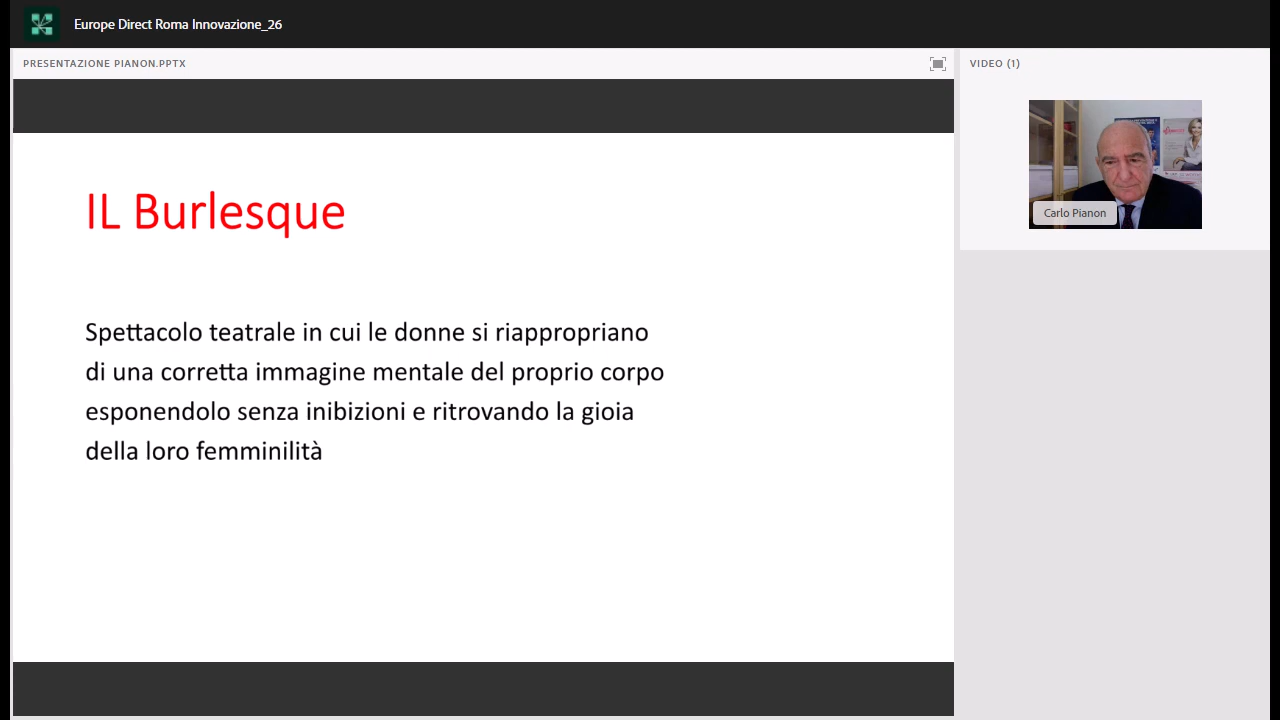 Europe Direct Roma Innovazione_26
PRESENTAZIONE PIANON.PPTX
VIDEO (1)
IL Burlesque
Spettacolo teatrale in cui le donne si riappropriano
di una corretta immagine mentale del proprio corpo
esponendolo senza inibizioni e ritrovando la gioia
della loro femminilità
Carlo Pianon